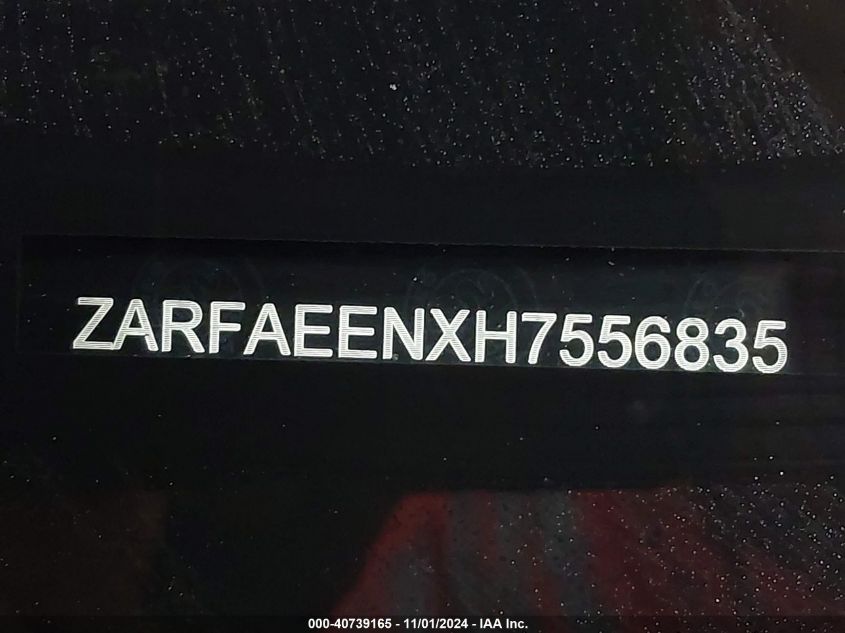 ZARFAEENXH7556835
000-40739165 - 11/01/2024 - IAA Inc.